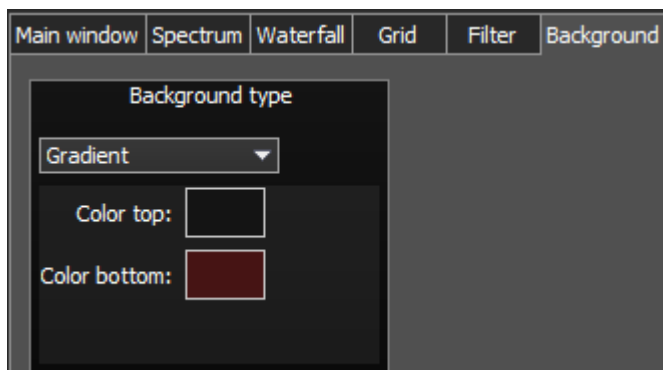 Main window Spectrum Waterfall Grid Filter Background
Background type
Gradient
Color top:
Color bottom: